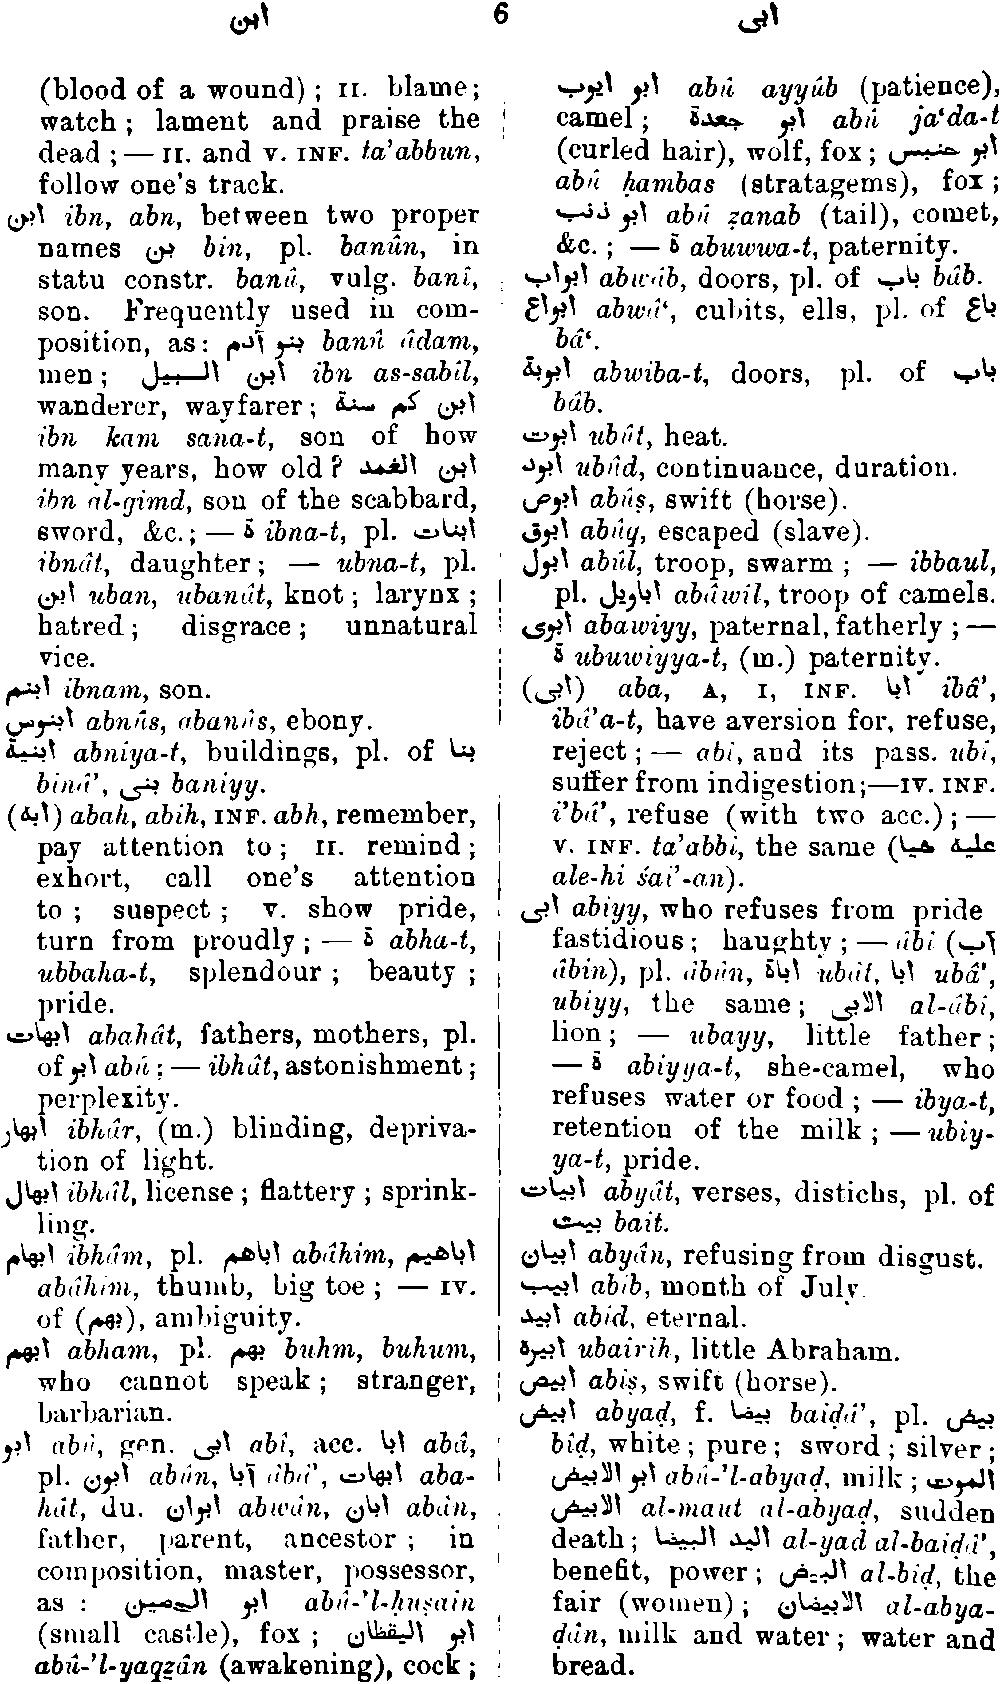 ابن 6 ابى
(blood of a wound) ; II. blame;
watch ; lament and praise the
dead ; — II. and V. INF. ta’abbun,
follow one's track.
ابن ibn, abn, between two proper
names بن bin, pl. banûn, in
statu constr. banû, vulg. banî,
son. Frequently used in com-
position, as: بنو آدم banû âdam,
men ; ابن السبيل ibn as-sabîl,
wanderer, wayfarer ; ابن كم سنة
ibn kam sana-t, son of how
many years, how old? ابن الغمد
ibn al-gimd, son of the scabbard,
sword, &c. ; — ة ibna-t, pl. ابنات
ibnât, daughter ; — ubna-t, pl.
ابن uban, ubanât, knot ; larynx ;
hatred ; disgrace ; unnatural
vice.
ابنم ibnam, son.
ابنوس abnûs, abanûs, ebony.
ابنية abniya-t, buildings, pl. of بنا
binâ’, بنى baniyy.
(ابه) abah, abih, INF. abh, remember,
pay attention to ; II. remind ;
exhort, call one's attention
to ; suspect ; V. show pride,
turn from proudly ; — ة abha-t,
ubbaha-t, splendour ; beauty ;
pride.
ابهات abahât, fathers, mothers, pl.
of ابو abû ; — ibhât, astonishment ;
perplexity.
ابهار ibhâr, (m.) blinding, depriva-
tion of light.
ابهال ibhâl, license ; flattery ; sprink-
ling.
ابهام ibhâm, pl. اباهم abâhim, اباهيم
abâhîm, thumb, big toe ; — IV.
of (بهم), ambiguity.
ابهم abham, pl. بهم buhm, buhum,
who cannot speak ; stranger,
barbarian.
ابو abû, gen. ابى abî, acc. ابا abâ,
pl. ابون abûn, آبا âbâ’, ابهات aba-
hât, du. ابوان abwân, ابان abân,
father, parent, ancestor ; in
composition, master, possessor,
as : ابو الحصين abû-’l-ḥuṣain
(small castle), fox ; ابو اليقظان
abû-’l-yaqẓân (awakening), cock ;
ابو ايوب abû ayyûb (patience),
camel ; ابو جعدة abû ja‘da-t
(curled hair), wolf, fox ; ابو حنبس
abû ḥambas (stratagems), fox ;
ابو ذنب abû ẓanab (tail), comet,
&c. ; — ة abuwwa-t, paternity.
ابواب abwâb, doors, pl. of باب bâb.
ابواع abwâ‘, cubits, ells, pl. of باع
bâ‘.
ابوبة abwiba-t, doors, pl. of باب
bâb.
ابوت ubût, heat.
ابود ubûd, continuance, duration.
ابوص abûṣ, swift (horse).
ابوق abûq, escaped (slave).
ابول abûl, troop, swarm ; — ibbaul,
pl. ابا‌ويل abâwîl, troop of camels.
ابوى abawiyy, paternal, fatherly ; —
ة ubuwiyya-t, (m.) paternity.
(ابى) aba, A, I, INF. ابا ibâ’,
ibâ’a-t, have aversion for, refuse,
reject ; — abi, and its pass. ubi,
suffer from indigestion;—IV. INF.
i’bâ’, refuse (with two acc.) ; —
V. INF. ta’abbi, the same (عليه هيا
ale-hi śai’-an).
ابى abiyy, who refuses from pride
fastidious ; haughty ; — âbî (آب
âbin), pl. âbûn, اباة ubât, ابا ubâ’,
ubiyy, the same ; الابى al-âbî,
lion ; — ubayy, little father ;
— ة abiyya-t, she-camel, who
refuses water or food ; — ibya-t,
retention of the milk ; — ubiy-
ya-t, pride.
ابيات abyât, verses, distichs, pl. of
بيت bait.
ابيان abyân, refusing from disgust.
ابيب abîb, month of July.
ابيد abîd, eternal.
ابيره ubairih, little Abraham.
ابيص abîṣ, swift (horse).
ابيض abyaḍ, f. بيضا baiḍâ’, pl. بيض
bîḍ, white ; pure ; sword ; silver ;
ابو الابيض abû-’l-abyaḍ, milk ; الموت
الابيض al-maut al-abyaḍ, sudden
death ; اليد البيضا al-yad al-baiḍâ’,
benefit, power ; البيض al-bîḍ, the
fair (women) ; الابيضان al-abya-
ḍân, milk and water ; water and
bread.